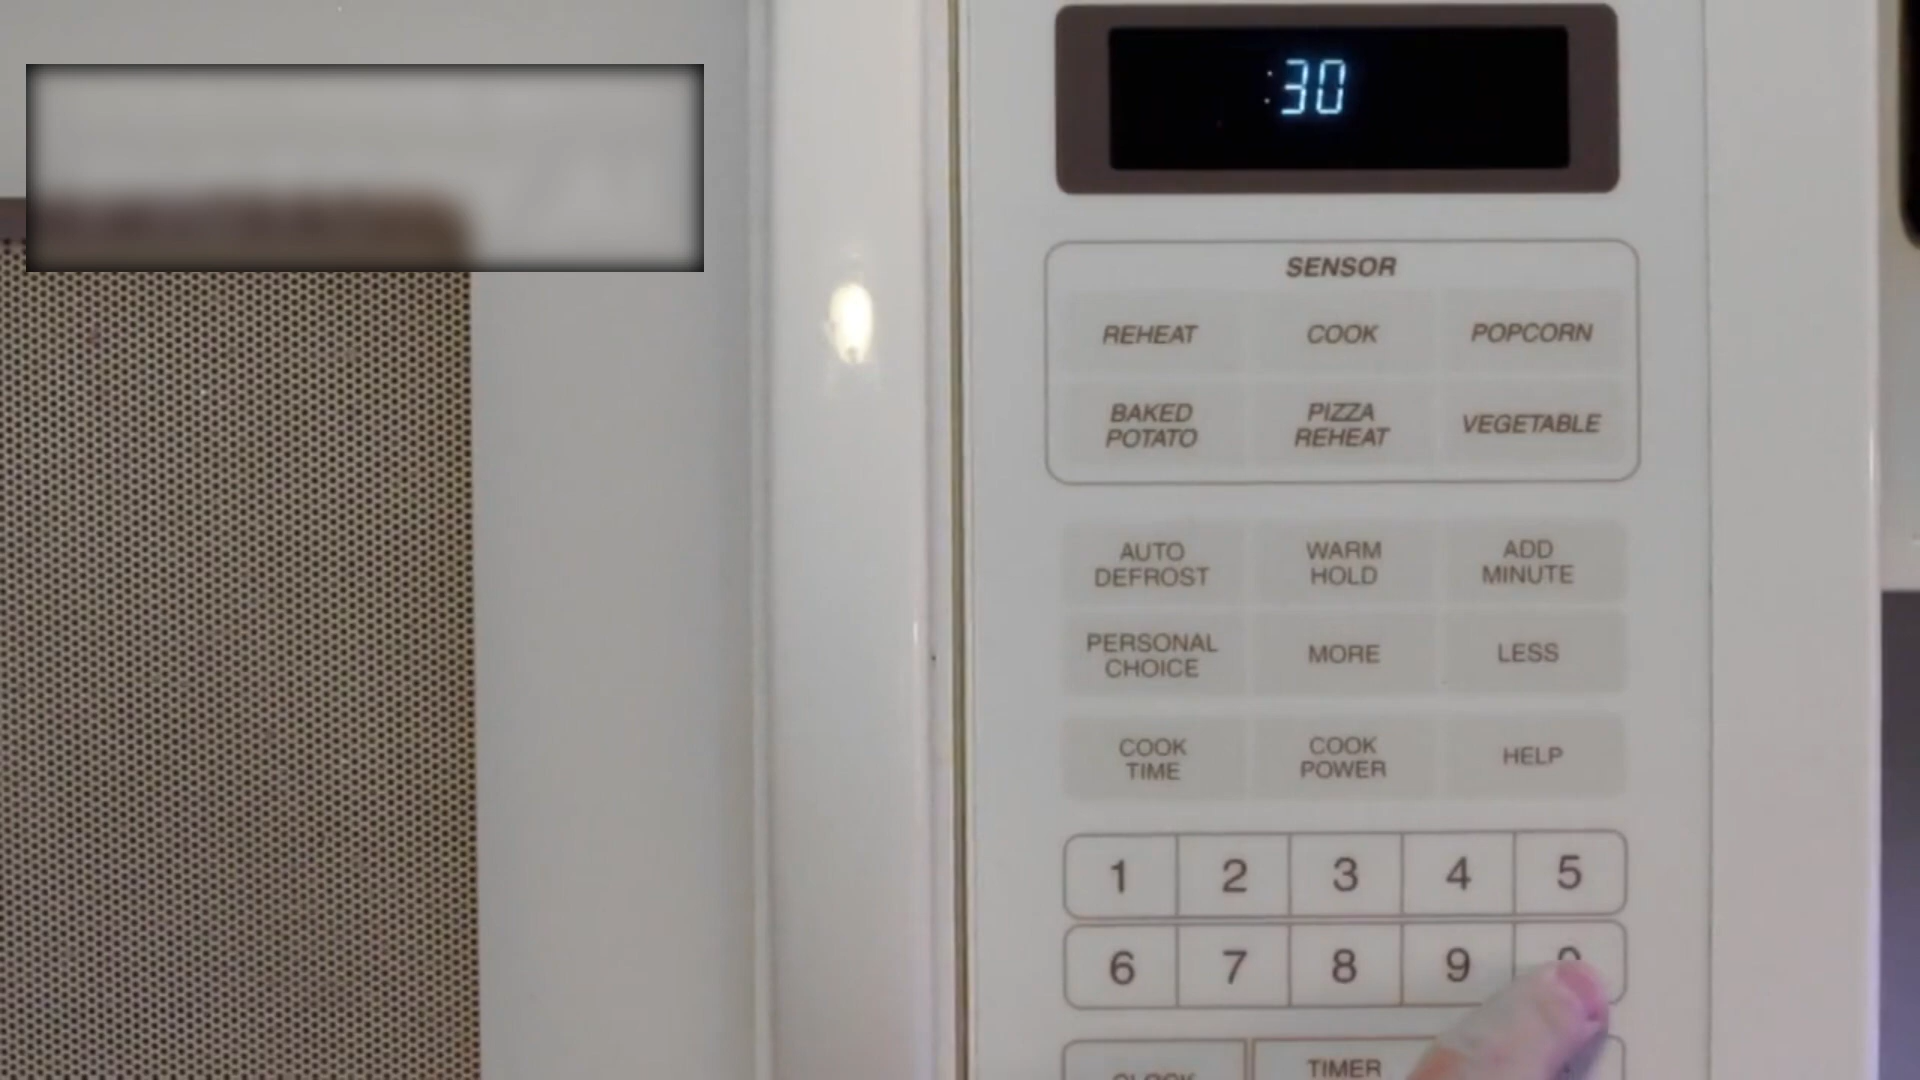 :30
SENSOR
REHEAT COOK POPCORN
BAKED POTATO PIZZA REHEAT VEGETABLE
AUTO DEFROST WARM HOLD ADD MINUTE
PERSONAL CHOICE MORE LESS
COOK TIME COOK POWER HELP
1 2 3 4 5
6 7 8 9
TIMER